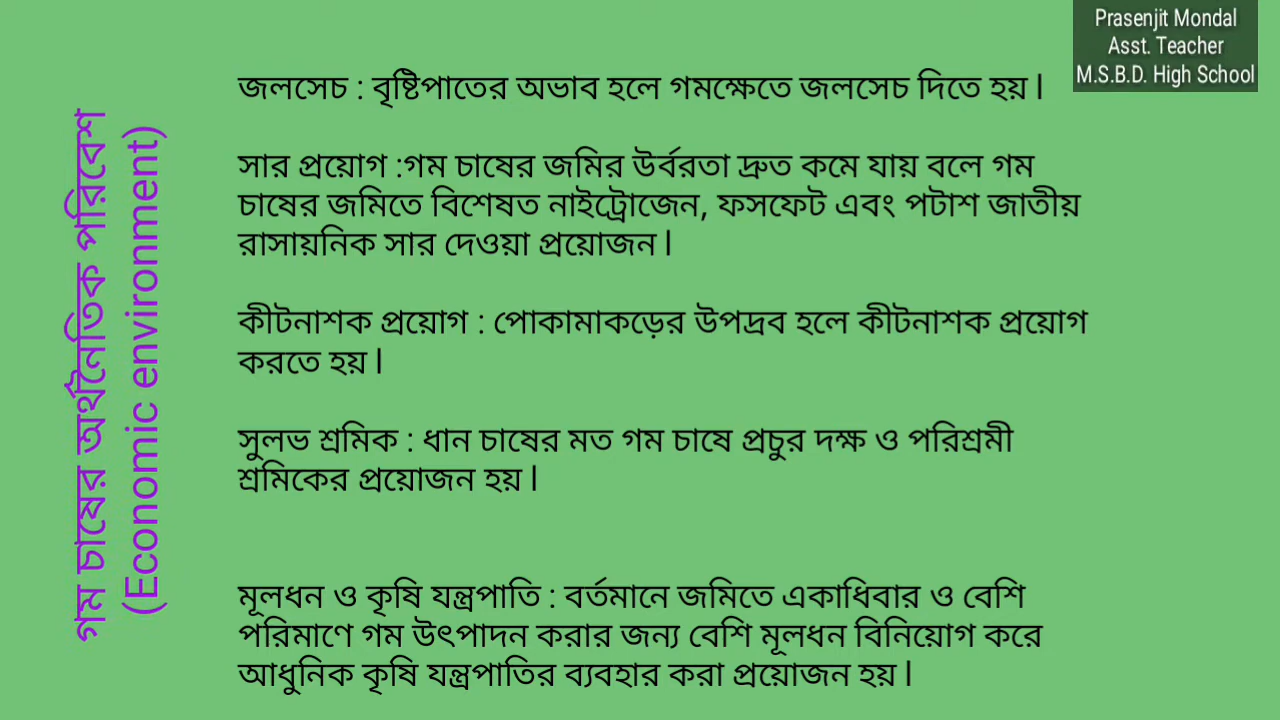 Prasenjit Mondal
Asst. Teacher
M.S.B.D. High School
গম চাষের অর্থনৈতিক পরিবেশ
(Economic environment)
জলসেচ : বৃষ্টিপাতের অভাব হলে গমক্ষেতে জলসেচ দিতে হয় l
সার প্রয়োগ :গম চাষের জমির উর্বরতা দ্রুত কমে যায় বলে গম
চাষের জমিতে বিশেষত নাইট্রোজেন, ফসফেট এবং পটাশ জাতীয়
রাসায়নিক সার দেওয়া প্রয়োজন l
কীটনাশক প্রয়োগ : পোকামাকড়ের উপদ্রব হলে কীটনাশক প্রয়োগ
করতে হয় l
সুলভ শ্রমিক : ধান চাষের মত গম চাষে প্রচুর দক্ষ ও পরিশ্রমী
শ্রমিকের প্রয়োজন হয় l
মূলধন ও কৃষি যন্ত্রপাতি : বর্তমানে জমিতে একাধিবার ও বেশি
পরিমাণে গম উৎপাদন করার জন্য বেশি মূলধন বিনিয়োগ করে
আধুনিক কৃষি যন্ত্রপাতির ব্যবহার করা প্রয়োজন হয় l